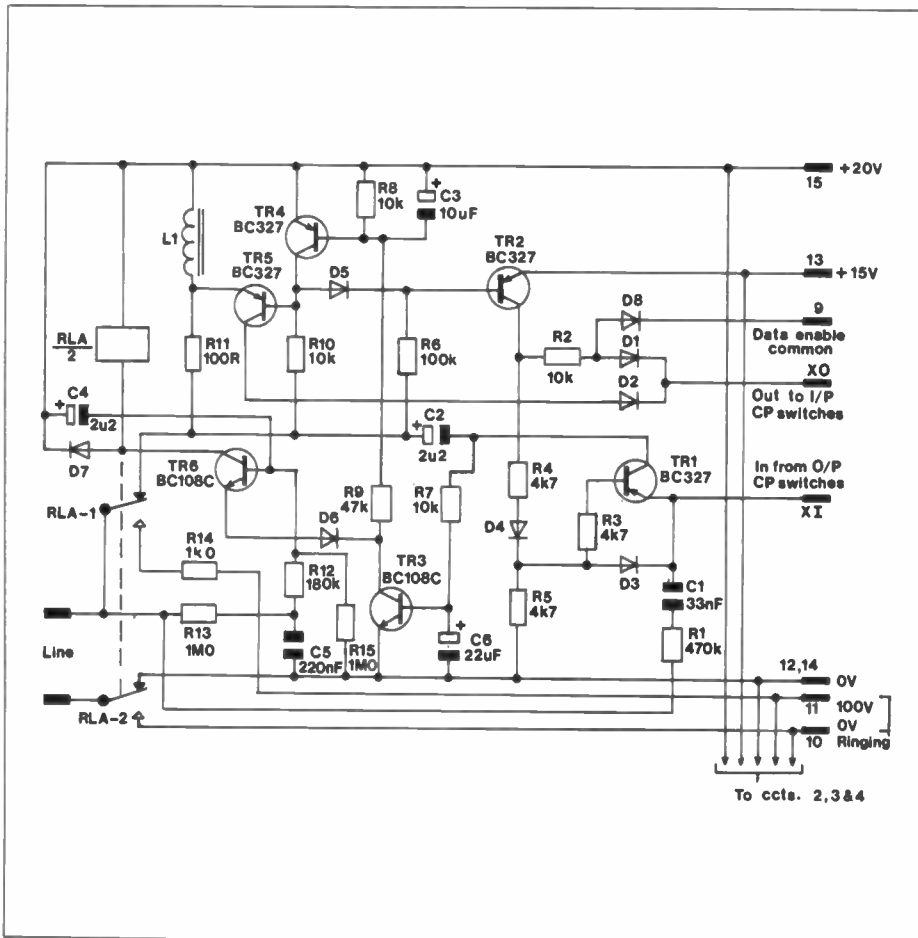 +20V
15
R8
10k
+
C3
10uF
TR4
BC327
L1
TR5
BC327
D5
TR2
BC327
13
+15V
D8
9
Data enable
common
RLA
2
R11
100R
R10
10k
R6
100k
R2
10k
D1
XO
Out to I/P
CP switches
D2
C4
+
2u2
C2
+
2u2
D7
TR6
BC108C
R9
47k
R7
10k
R4
4k7
TR1
BC327
In from O/P
CP switches
XI
RLA-1
D6
D4
R3
4k7
D3
R14
1k0
R12
180k
TR3
BC108C
C1
33nF
R13
1M0
R5
4k7
+
C6
22uF
R1
470k
Line
C5
220nF
R15
1M0
12,14
0V
RLA-2
11
100V
10
0V
Ringing
To ccts. 2,3&4